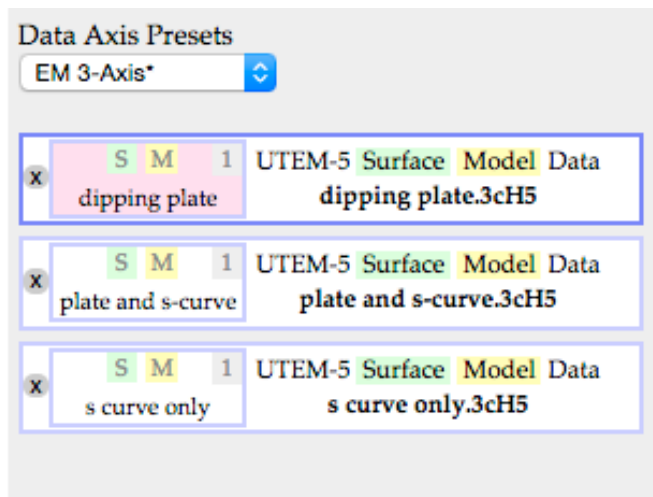 Data Axis Presets
EM 3-Axis*
S M 1 UTEM-5 Surface Model Data
x dipping plate dipping plate.3cH5
S M 1 UTEM-5 Surface Model Data
x plate and s-curve plate and s-curve.3cH5
S M 1 UTEM-5 Surface Model Data
x s curve only s curve only.3cH5